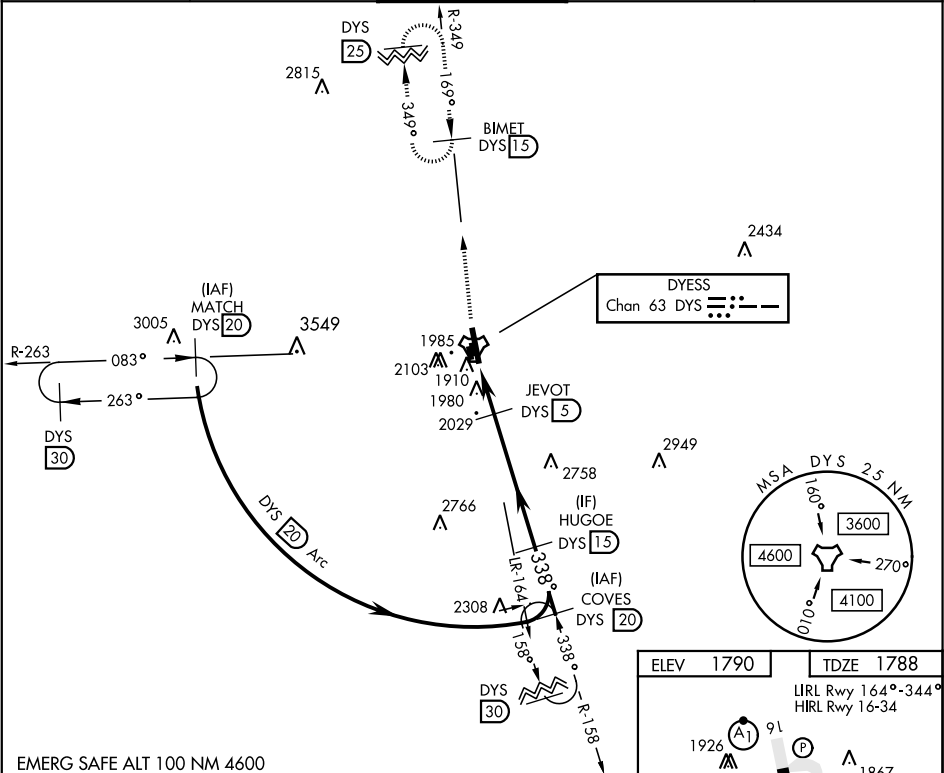 DYS
25
R-349
2815
169°
349°
BIMET
DYS 15
2434
DYESS
Chan 63 DYS
(IAF)
MATCH
DYS 20
3005
3549
R-263
083°
263°
DYS
30
1985
2103
1910
1980
2029
JEVOT
DYS 5
2949
2758
2766
(IF)
HUGOE
DYS 15
DYS 20 Arc
LR-164
338°
(IAF)
COVES
DYS 20
2308
158°
338°
DYS
30
R-158
MSA DYS 25 NM
160°
3600
4600
270°
4100
010°
ELEV 1790
TDZE 1788
LIRL Rwy 164°-344°
HIRL Rwy 16-34
16
A1
P
1926
1867
EMERG SAFE ALT 100 NM 4600